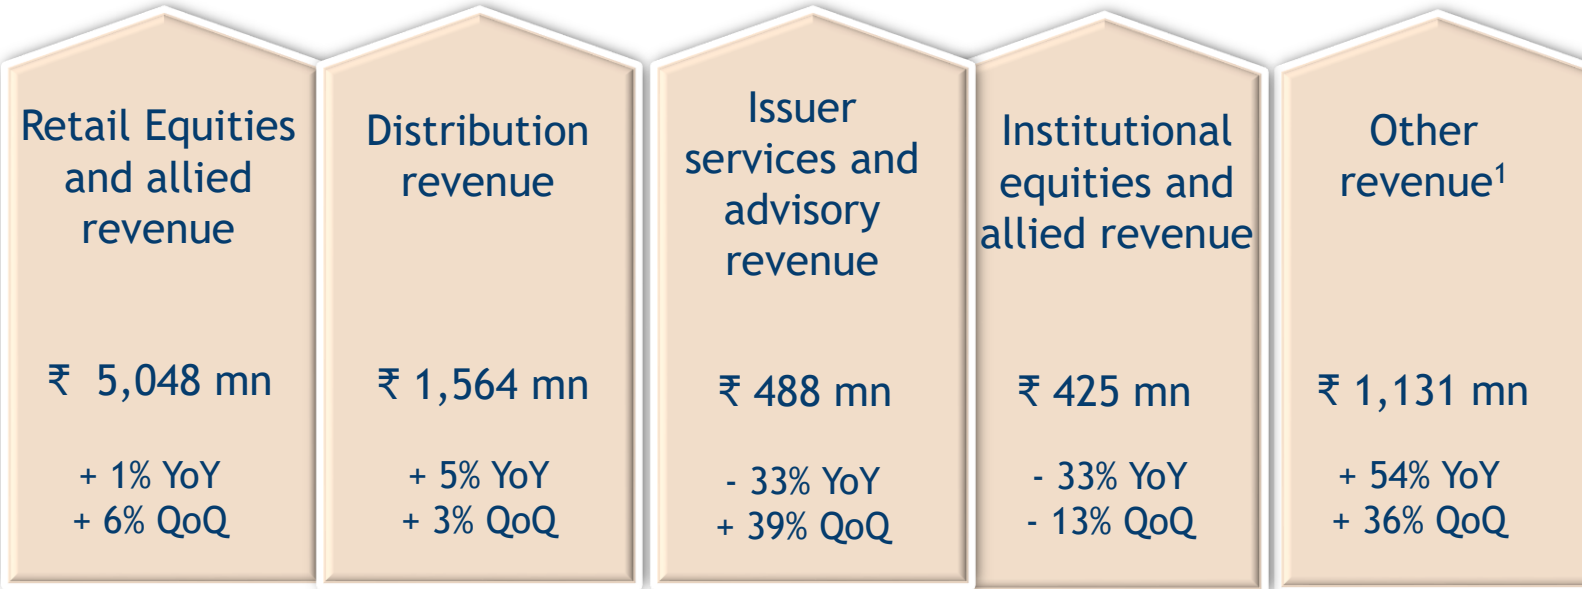 Retail Equities
and allied
revenue
₹ 5,048 mn
+ 1% YoY
+ 6% QoQ
Distribution
revenue
₹ 1,564 mn
+ 5% YoY
+ 3% QoQ
Issuer
services and
advisory
revenue
₹ 488 mn
- 33% YoY
+ 39% QoQ
Institutional
equities and
allied revenue
₹ 425 mn
- 33% YoY
- 13% QoQ
Other
revenue¹
₹ 1,131 mn
+ 54% YoY
+ 36% QoQ